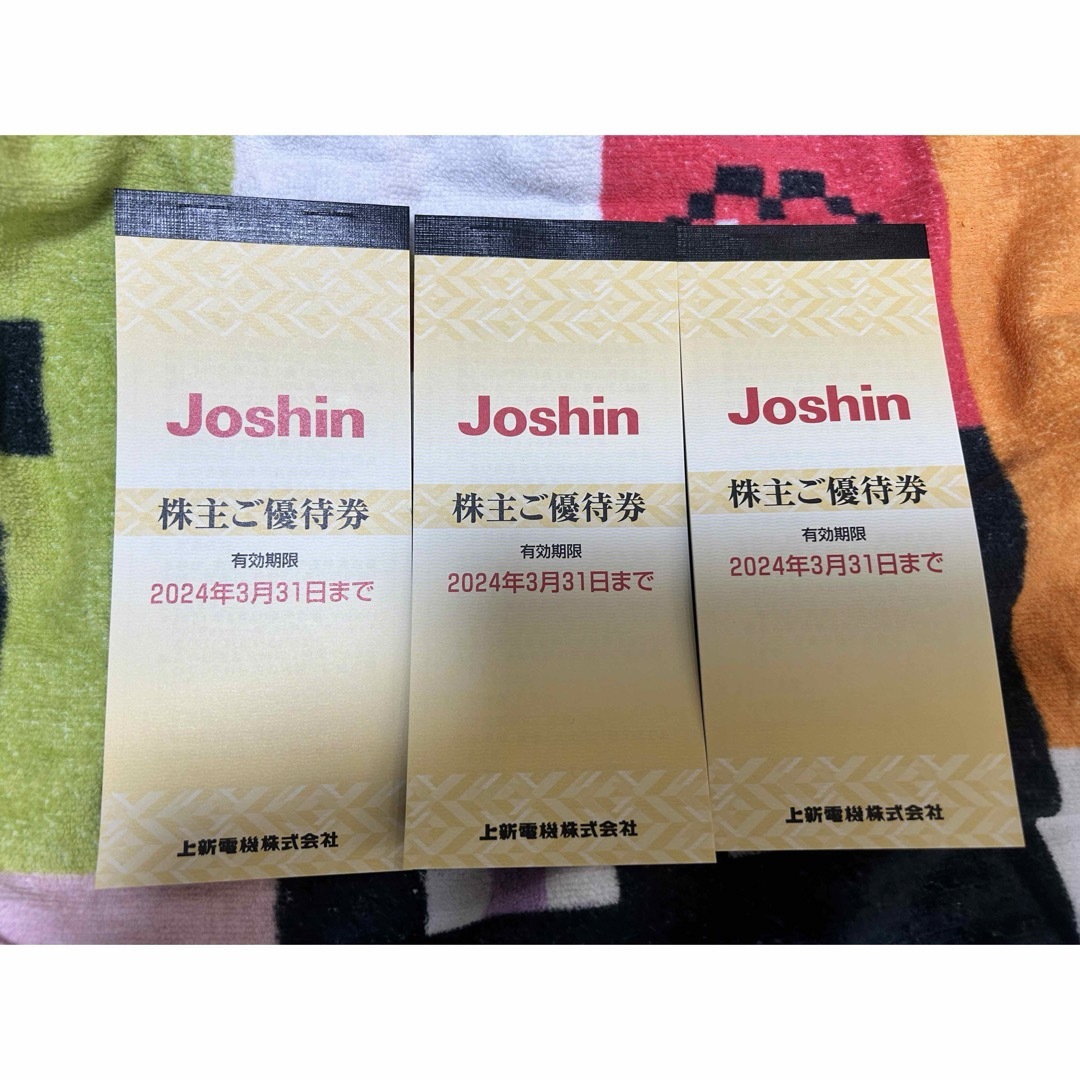 Joshin
株主ご優待券
有効期限
2024年3月31日まで
上新電機株式会社
Joshin
株主ご優待券
有効期限
2024年3月31日まで
上新電機株式会社
Joshin
株主ご優待券
有効期限
2024年3月31日まで
上新電機株式会社